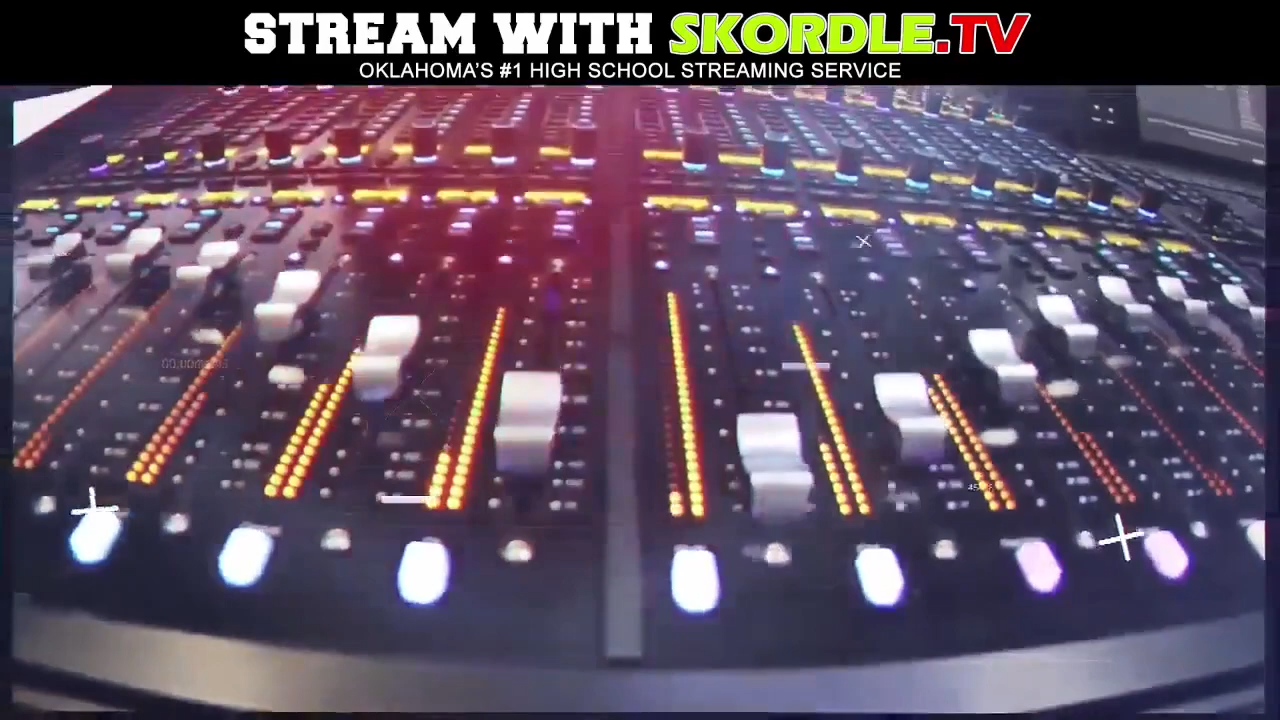 STREAM WITH SKORDLE.TV
OKLAHOMA'S #1 HIGH SCHOOL STREAMING SERVICE